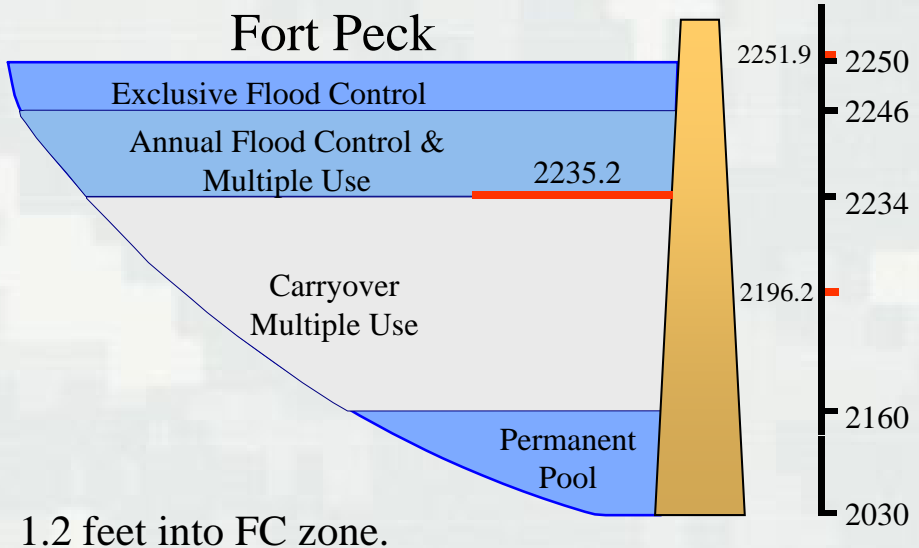 Fort Peck
2251.9
2250
Exclusive Flood Control
2246
Annual Flood Control &
Multiple Use
2235.2
2234
Carryover
Multiple Use
2196.2
2160
Permanent
Pool
2030
1.2 feet into FC zone.